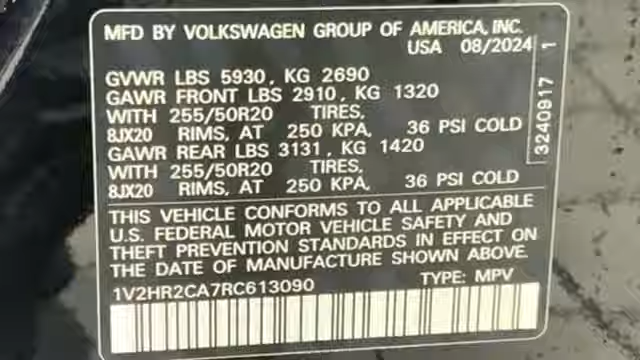 MFD BY VOLKSWAGEN GROUP OF AMERICA, INC.
USA 08/2024
GVWR LBS 5930, KG 2690
GAWR FRONT LBS 2910, KG 1320
WITH 255/50R20 TIRES,
8JX20 RIMS, AT 250 KPA, 36 PSI COLD
GAWR REAR LBS 3131, KG 1420
WITH 255/50R20 TIRES,
8JX20 RIMS, AT 250 KPA, 36 PSI COLD
3240917 1
THIS VEHICLE CONFORMS TO ALL APPLICABLE
U.S. FEDERAL MOTOR VEHICLE SAFETY AND
THEFT PREVENTION STANDARDS IN EFFECT ON
THE DATE OF MANUFACTURE SHOWN ABOVE.
1V2HR2CA7RC613090 TYPE: MPV